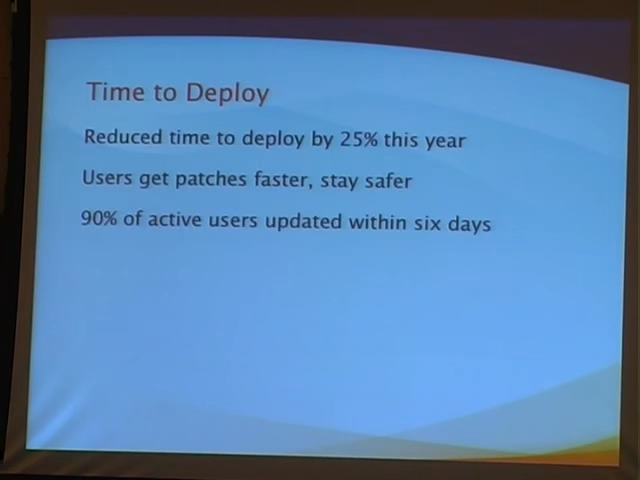 Time to Deploy
Reduced time to deploy by 25% this year
Users get patches faster, stay safer
90% of active users updated within six days